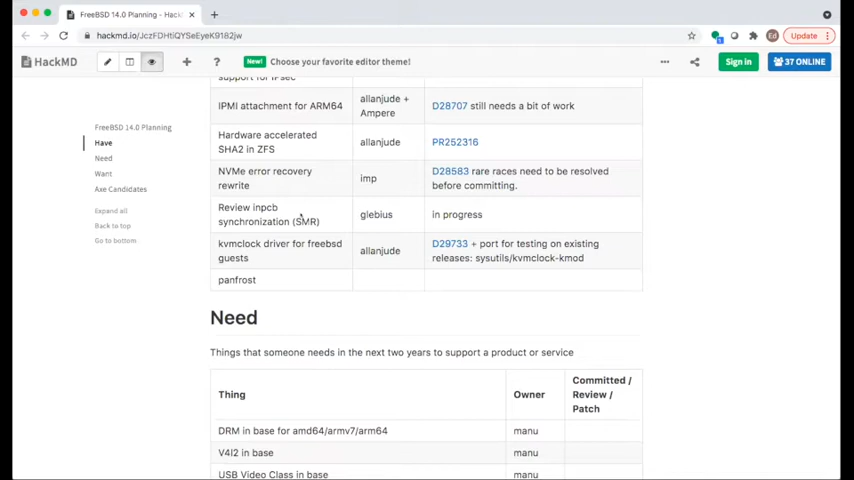 FreeBSD 14.0 Planning - HackM
hackmd.io/JczFDHtiQYSeEyeK9182jw
Ed
Update
HackMD
New! Choose your favorite editor theme!
Sign in
37 ONLINE
FreeBSD 14.0 Planning
Have
Need
Want
Axe Candidates
Expand all
Back to top
Go to bottom
support for IPsec
IPMI attachment for ARM64
allanjude +
Ampere
D28707 still needs a bit of work
Hardware accelerated
SHA2 in ZFS
allanjude
PR252316
NVMe error recovery
rewrite
imp
D28583 rare races need to be resolved
before committing.
Review inpcb
synchronization (SMR)
glebius
in progress
kvmclock driver for freebsd
guests
allanjude
D29733 + port for testing on existing
releases: sysutils/kvmclock-kmod
panfrost
Need
Things that someone needs in the next two years to support a product or service
Thing
Owner
Committed /
Review /
Patch
DRM in base for amd64/armv7/arm64
manu
V4l2 in base
manu
USB Video Class in base
manu